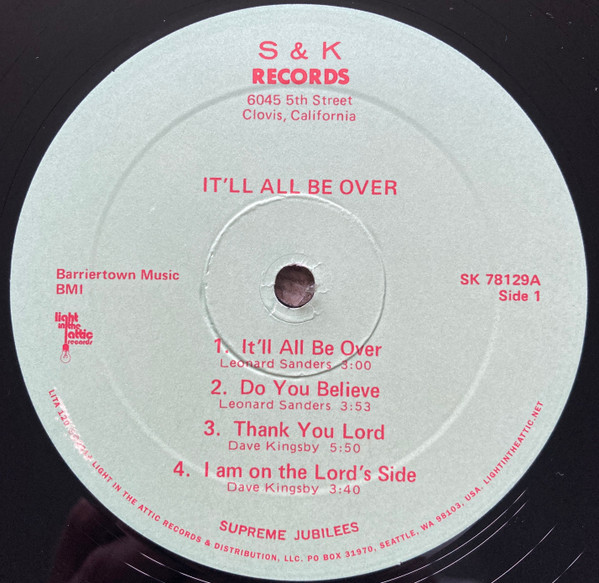 S & K
RECORDS
6045 5th Street
Clovis, California
IT'LL ALL BE OVER
Barriertown Music
BMI
SK 78129A
Side 1
light
in the
attic
records
1. It'll All Be Over
Leonard Sanders 3:00
2. Do You Believe
Leonard Sanders 3:53
3. Thank You Lord
Dave Kingsby 5:50
4. I am on the Lord's Side
Dave Kingsby 3:40
SUPREME JUBILEES
LITA 120 LIGHT IN THE ATTIC RECORDS & DISTRIBUTION, LLC. PO BOX 31970, SEATTLE, WA 98103, USA. LIGHTINTHEATTIC.NET